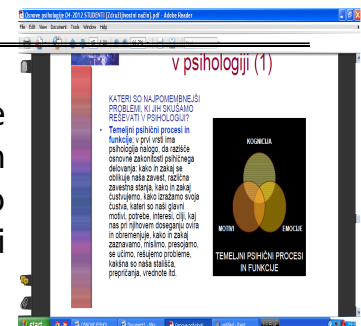 Osnove psihologije 04-2012 STUDENTI [Združljivostni način].pdf - Adobe Reader
File Edit View Document Tools Window Help
v psihologiji (1)
KATERI SO NAJPOMEMBNEJŠI
PROBLEMI, KI JIH SKUŠAMO
REŠEVATI V PSIHOLOGIJI?
• Temeljni psihični procesi in
funkcije: v prvi vrsti ima
psihologija nalogo, da razišče
osnovne zakonitosti psihičnega
delovanja: kako in zakaj se
oblikuje naša zavest, različna
zavestna stanja, kako in zakaj
čustvujemo, kako izražamo svoja
čustva, kateri so naši glavni
motivi, potrebe, interesi, cilji, kaj
nas pri njihovem doseganju ovira
in obremenjuje, kako in zakaj
zaznavamo, mislimo, presojamo,
se učimo, rešujemo probleme,
kakšna so naša stališča,
prepričanja, vrednote itd.
KOGNICIJA
MOTIVI
EMOCIJE
TEMELJNI PSIHIČNI PROCESI
IN FUNKCIJE
e
n
o
i
start